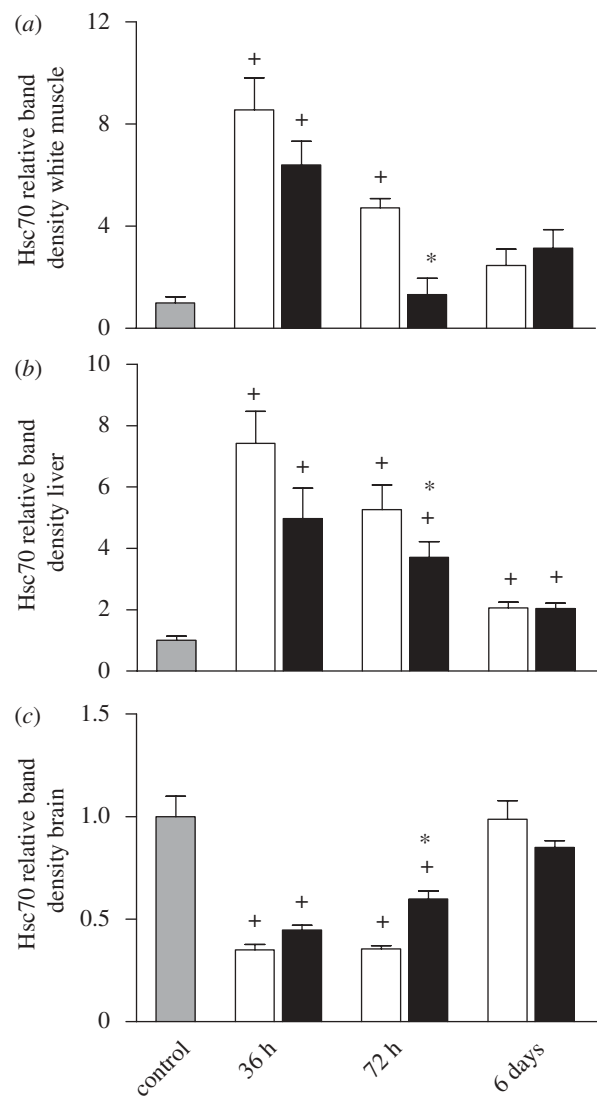 (a)
Hsc70 relative band
density white muscle
12
8
4
0
+
+
+
*
(b)
Hsc70 relative band
density liver
10
8
6
4
2
0
+
+
+
*
+
+
+
(c)
Hsc70 relative band
density brain
1.5
1.0
0.5
0
+
+
+
*
+
control
36 h
72 h
6 days